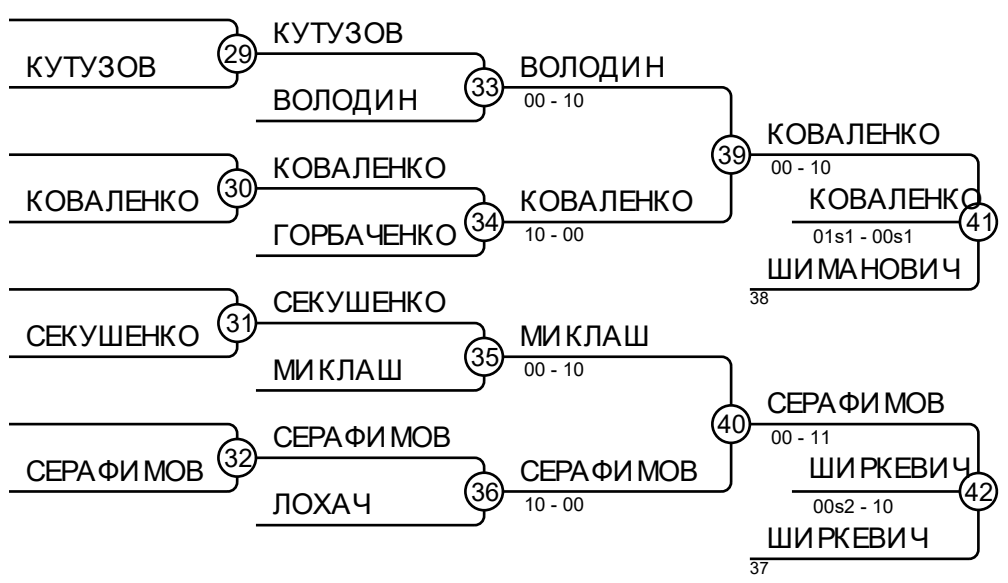 КУТУЗОВ
29
КУТУЗОВ
ВОЛОДИН
33
ВОЛОДИН
00 - 10
КОВАЛЕНКО
30
КОВАЛЕНКО
ГОРБАЧЕНКО
34
КОВАЛЕНКО
10 - 00
39
КОВАЛЕНКО
00 - 10
КОВАЛЕНКО
01s1 - 00s1
41
ШИМАНОВИЧ
38
СЕКУШЕНКО
31
СЕКУШЕНКО
МИКЛАШ
35
МИКЛАШ
00 - 10
СЕРАФИМОВ
32
СЕРАФИМОВ
ЛОХАЧ
36
СЕРАФИМОВ
10 - 00
40
СЕРАФИМОВ
00 - 11
ШИРКЕВИЧ
00s2 - 10
42
ШИРКЕВИЧ
37